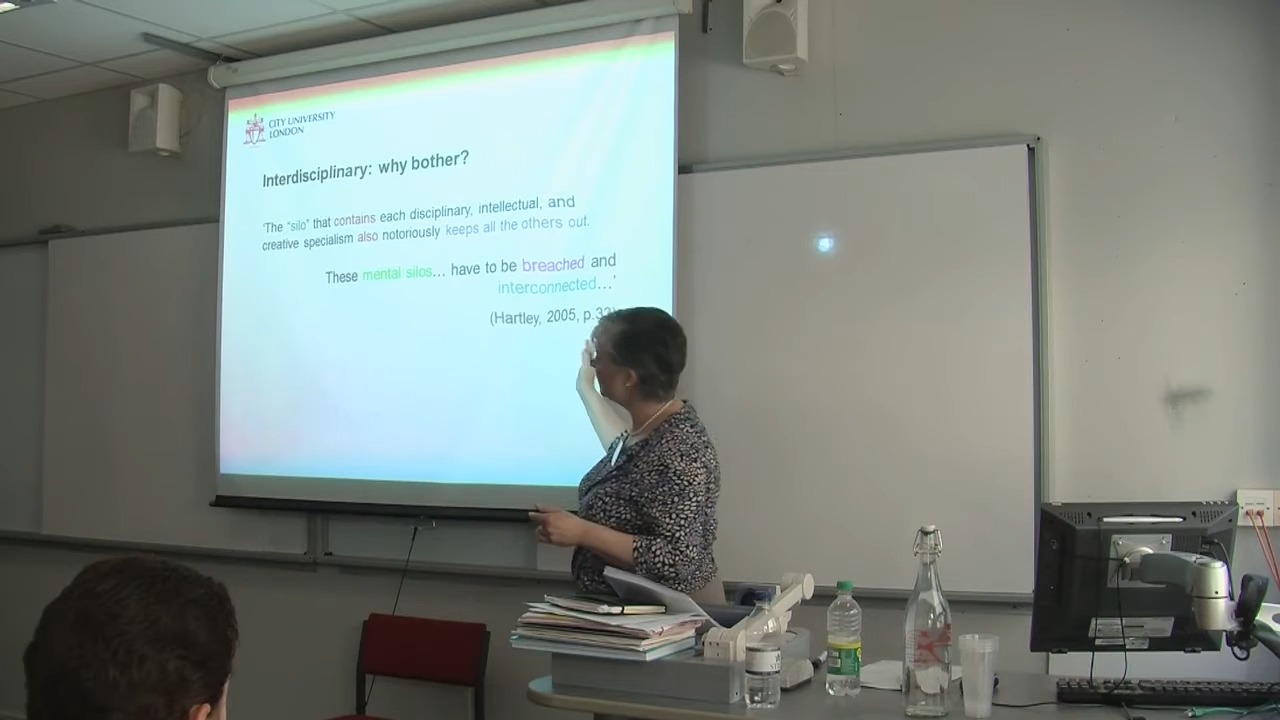 CITY UNIVERSITY
LONDON
Interdisciplinary: why bother?
‘The “silo” that contains each disciplinary, intellectual, and
creative specialism also notoriously keeps all the others out.
These mental silos… have to be breached and
interconnected…’
(Hartley, 2005, p.32)